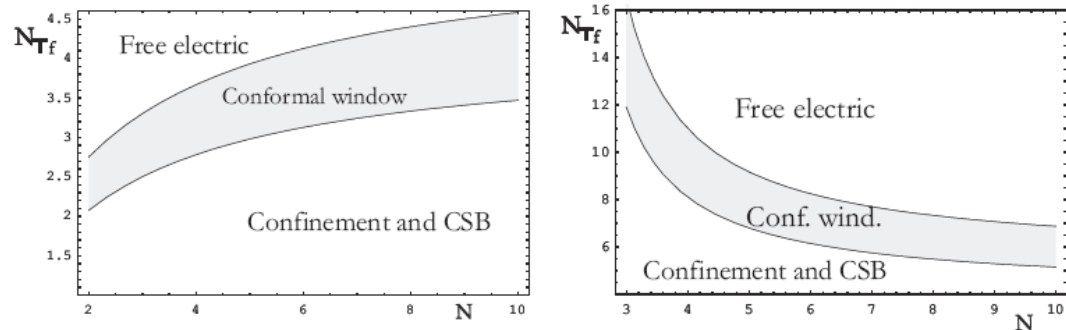 4.5
N_Tf
4
3.5
3
2.5
2
1.5
Free electric
Conformal window
Confinement and CSB
2
4
6
8
N
10
16
N_Tf
14
12
10
8
6
Free electric
Conf. wind.
Confinement and CSB
3
4
5
6
7
8
9
N
10